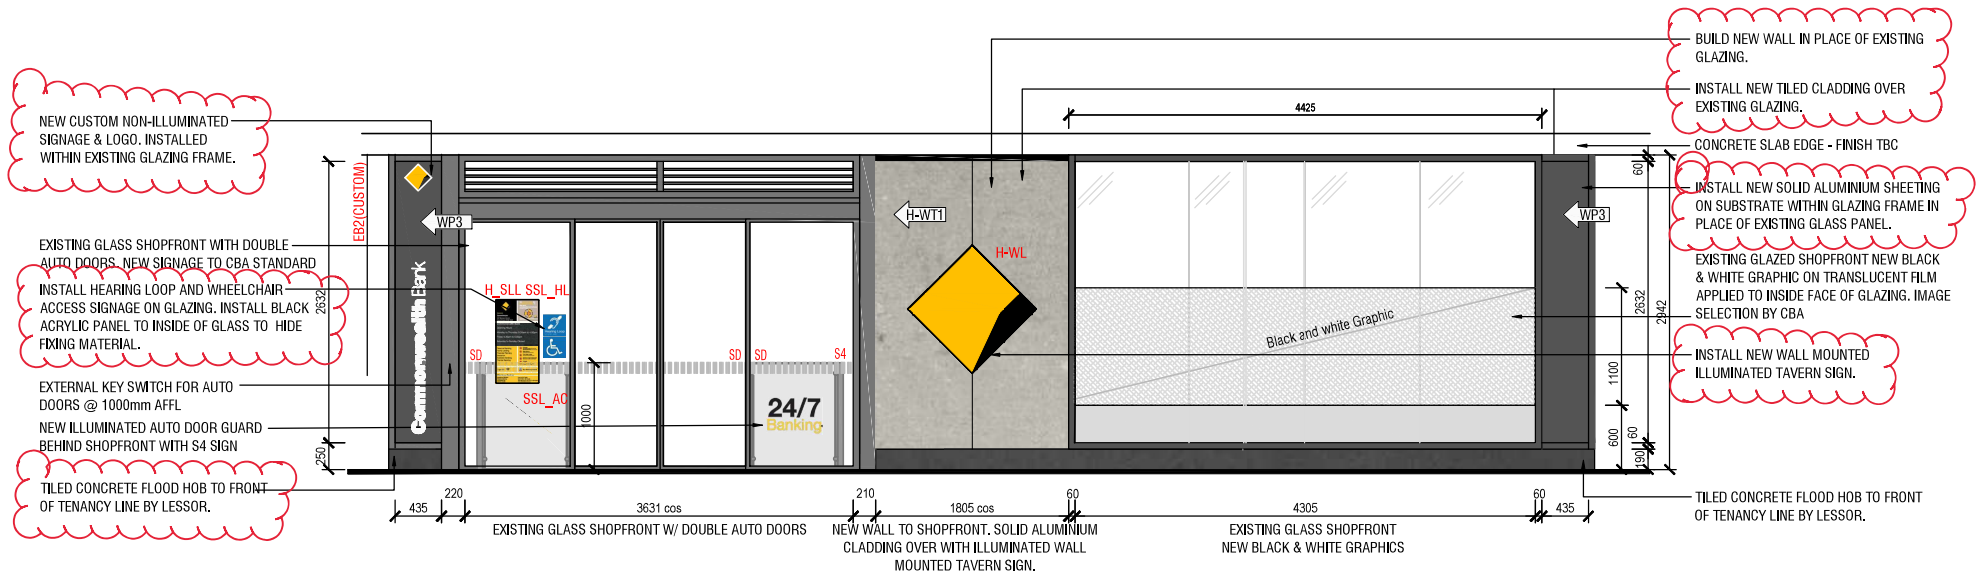 NEW CUSTOM NON-ILLUMINATED
SIGNAGE & LOGO. INSTALLED
WITHIN EXISTING GLAZING FRAME.
EXISTING GLASS SHOPFRONT WITH DOUBLE
AUTO DOORS. NEW SIGNAGE TO CBA STANDARD
INSTALL HEARING LOOP AND WHEELCHAIR
ACCESS SIGNAGE ON GLAZING. INSTALL BLACK
ACRYLIC PANEL TO INSIDE OF GLASS TO HIDE
FIXING MATERIAL.
EXTERNAL KEY SWITCH FOR AUTO
DOORS @ 1000mm AFFL
NEW ILLUMINATED AUTO DOOR GUARD
BEHIND SHOPFRONT WITH S4 SIGN
TILED CONCRETE FLOOD HOB TO FRONT
OF TENANCY LINE BY LESSOR.
2632
250
EB2(CUSTOM)
WP3
CommonwealthBank
H_SLL SSL_HL
SD
SD
SD
S4
SSL_AC
1000
24/7
Banking
H-WT1
H-WL
4425
Black and white Graphic
WP3
60
2632
2942
1100
600
60
190
BUILD NEW WALL IN PLACE OF EXISTING
GLAZING.
INSTALL NEW TILED CLADDING OVER
EXISTING GLAZING.
CONCRETE SLAB EDGE - FINISH TBC
INSTALL NEW SOLID ALUMINIUM SHEETING
ON SUBSTRATE WITHIN GLAZING FRAME IN
PLACE OF EXISTING GLASS PANEL.
EXISTING GLAZED SHOPFRONT NEW BLACK
& WHITE GRAPHIC ON TRANSLUCENT FILM
APPLIED TO INSIDE FACE OF GLAZING. IMAGE
SELECTION BY CBA
INSTALL NEW WALL MOUNTED
ILLUMINATED TAVERN SIGN.
TILED CONCRETE FLOOD HOB TO FRONT
OF TENANCY LINE BY LESSOR.
435
220
3631 cos
210
1805 cos
60
4305
60
435
EXISTING GLASS SHOPFRONT W/ DOUBLE AUTO DOORS
NEW WALL TO SHOPFRONT. SOLID ALUMINIUM
CLADDING OVER WITH ILLUMINATED WALL
MOUNTED TAVERN SIGN.
EXISTING GLASS SHOPFRONT
NEW BLACK & WHITE GRAPHICS